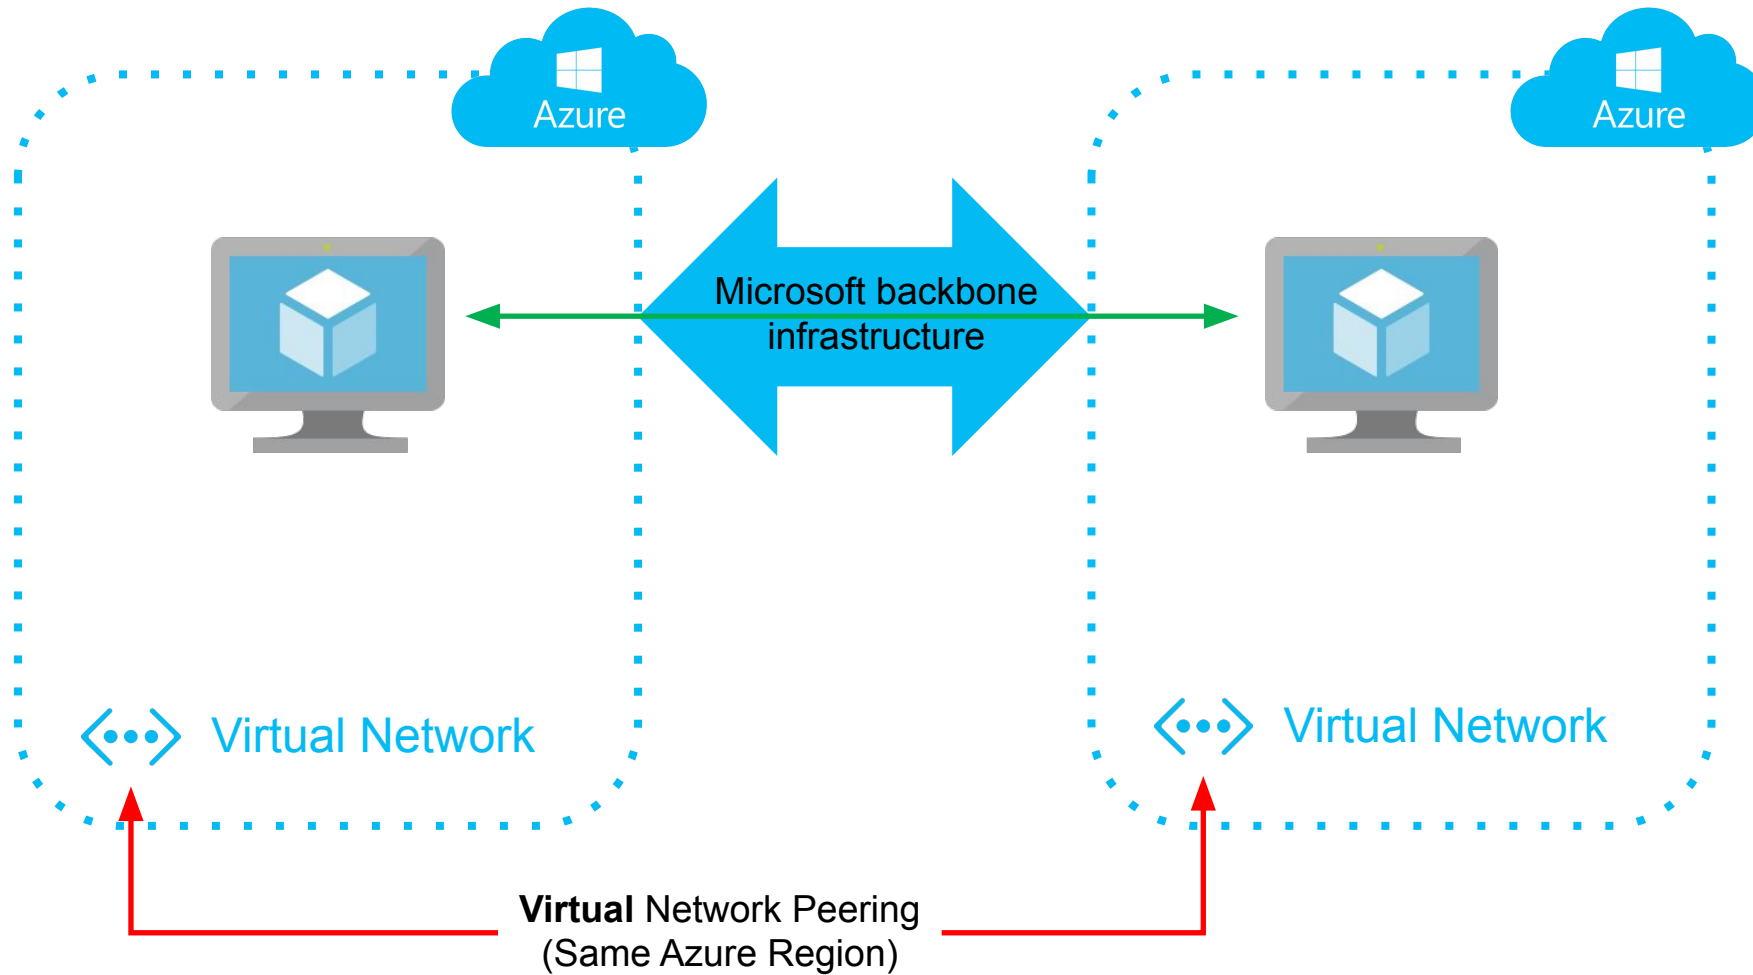 Azure
Azure
Microsoft backbone
infrastructure
Virtual Network
Virtual Network
Virtual Network Peering
(Same Azure Region)